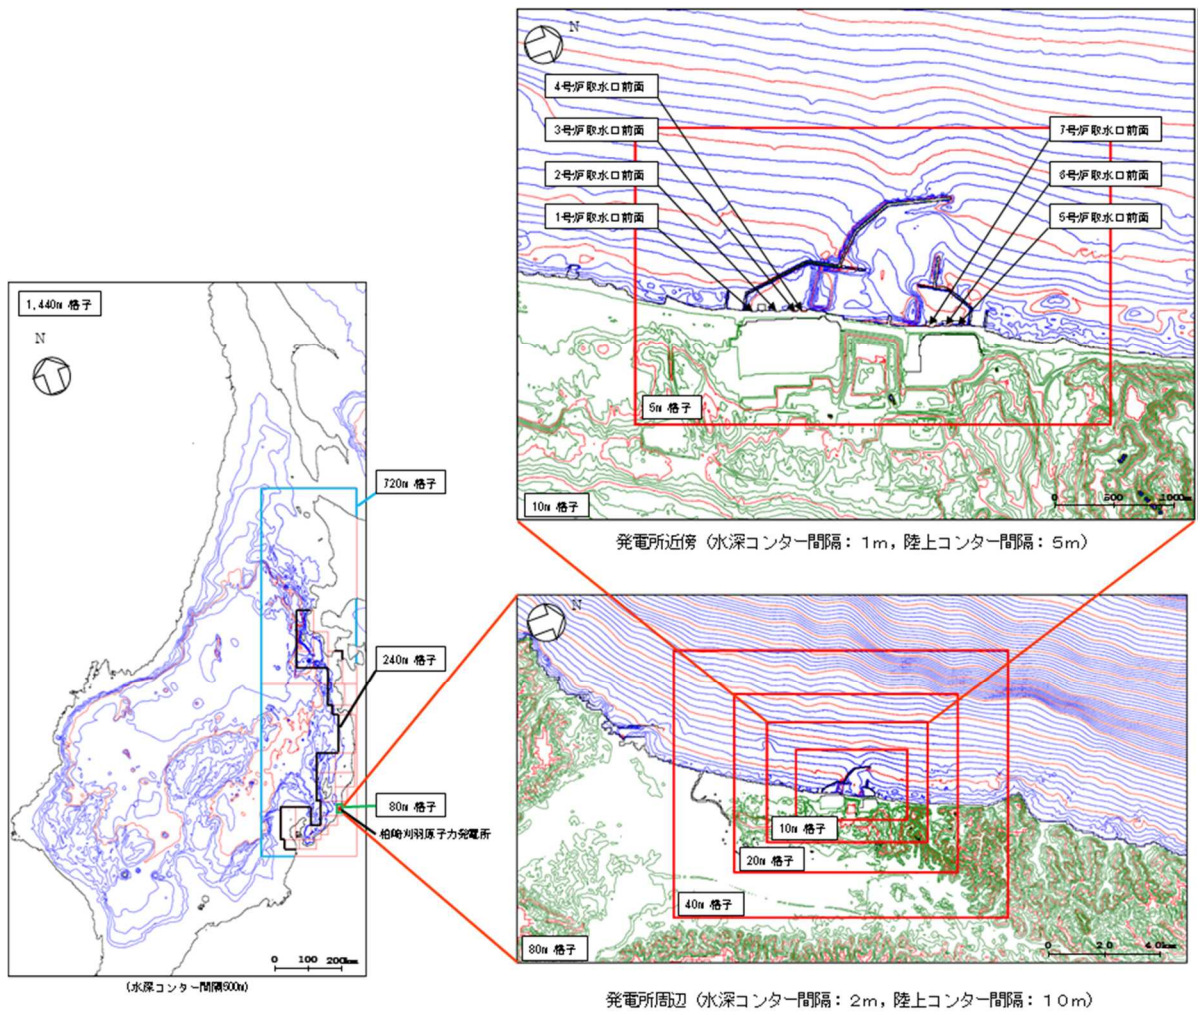 1,440m 格子
N
720m 格子
240m 格子
80m 格子
柏崎刈羽原子力発電所
0 100 200km
(水深コンター間隔500m)
N
4号炉取水口前面
3号炉取水口前面
2号炉取水口前面
1号炉取水口前面
7号炉取水口前面
6号炉取水口前面
5号炉取水口前面
5m 格子
10m 格子
0 500 1000m
発電所近傍 (水深コンター間隔: 1m, 陸上コンター間隔: 5m)
N
10m 格子
20m 格子
40m 格子
80m 格子
発電所周辺 (水深コンター間隔: 2m, 陸上コンター間隔: 10m)